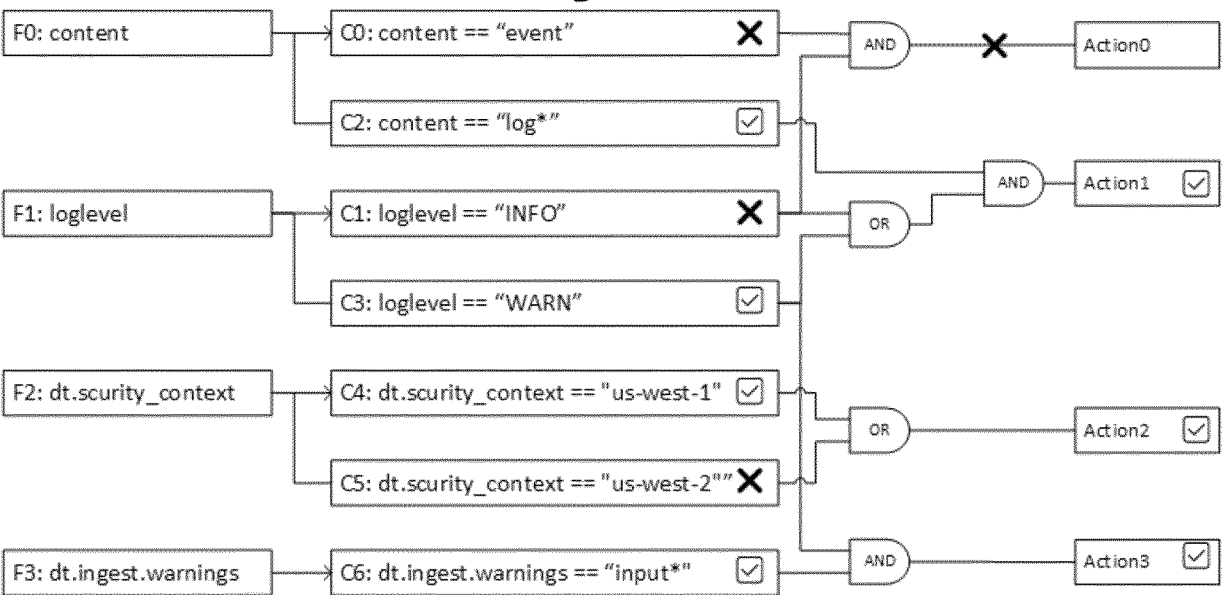 F0: content
C0: content == “event”
AND
Action0
C2: content == “log*”
AND
Action1
F1: loglevel
C1: loglevel == “INFO”
OR
C3: loglevel == “WARN”
F2: dt.scurity_context
C4: dt.scurity_context == "us-west-1"
OR
Action2
C5: dt.scurity_context == "us-west-2"”
F3: dt.ingest.warnings
C6: dt.ingest.warnings == “input*"
AND
Action3